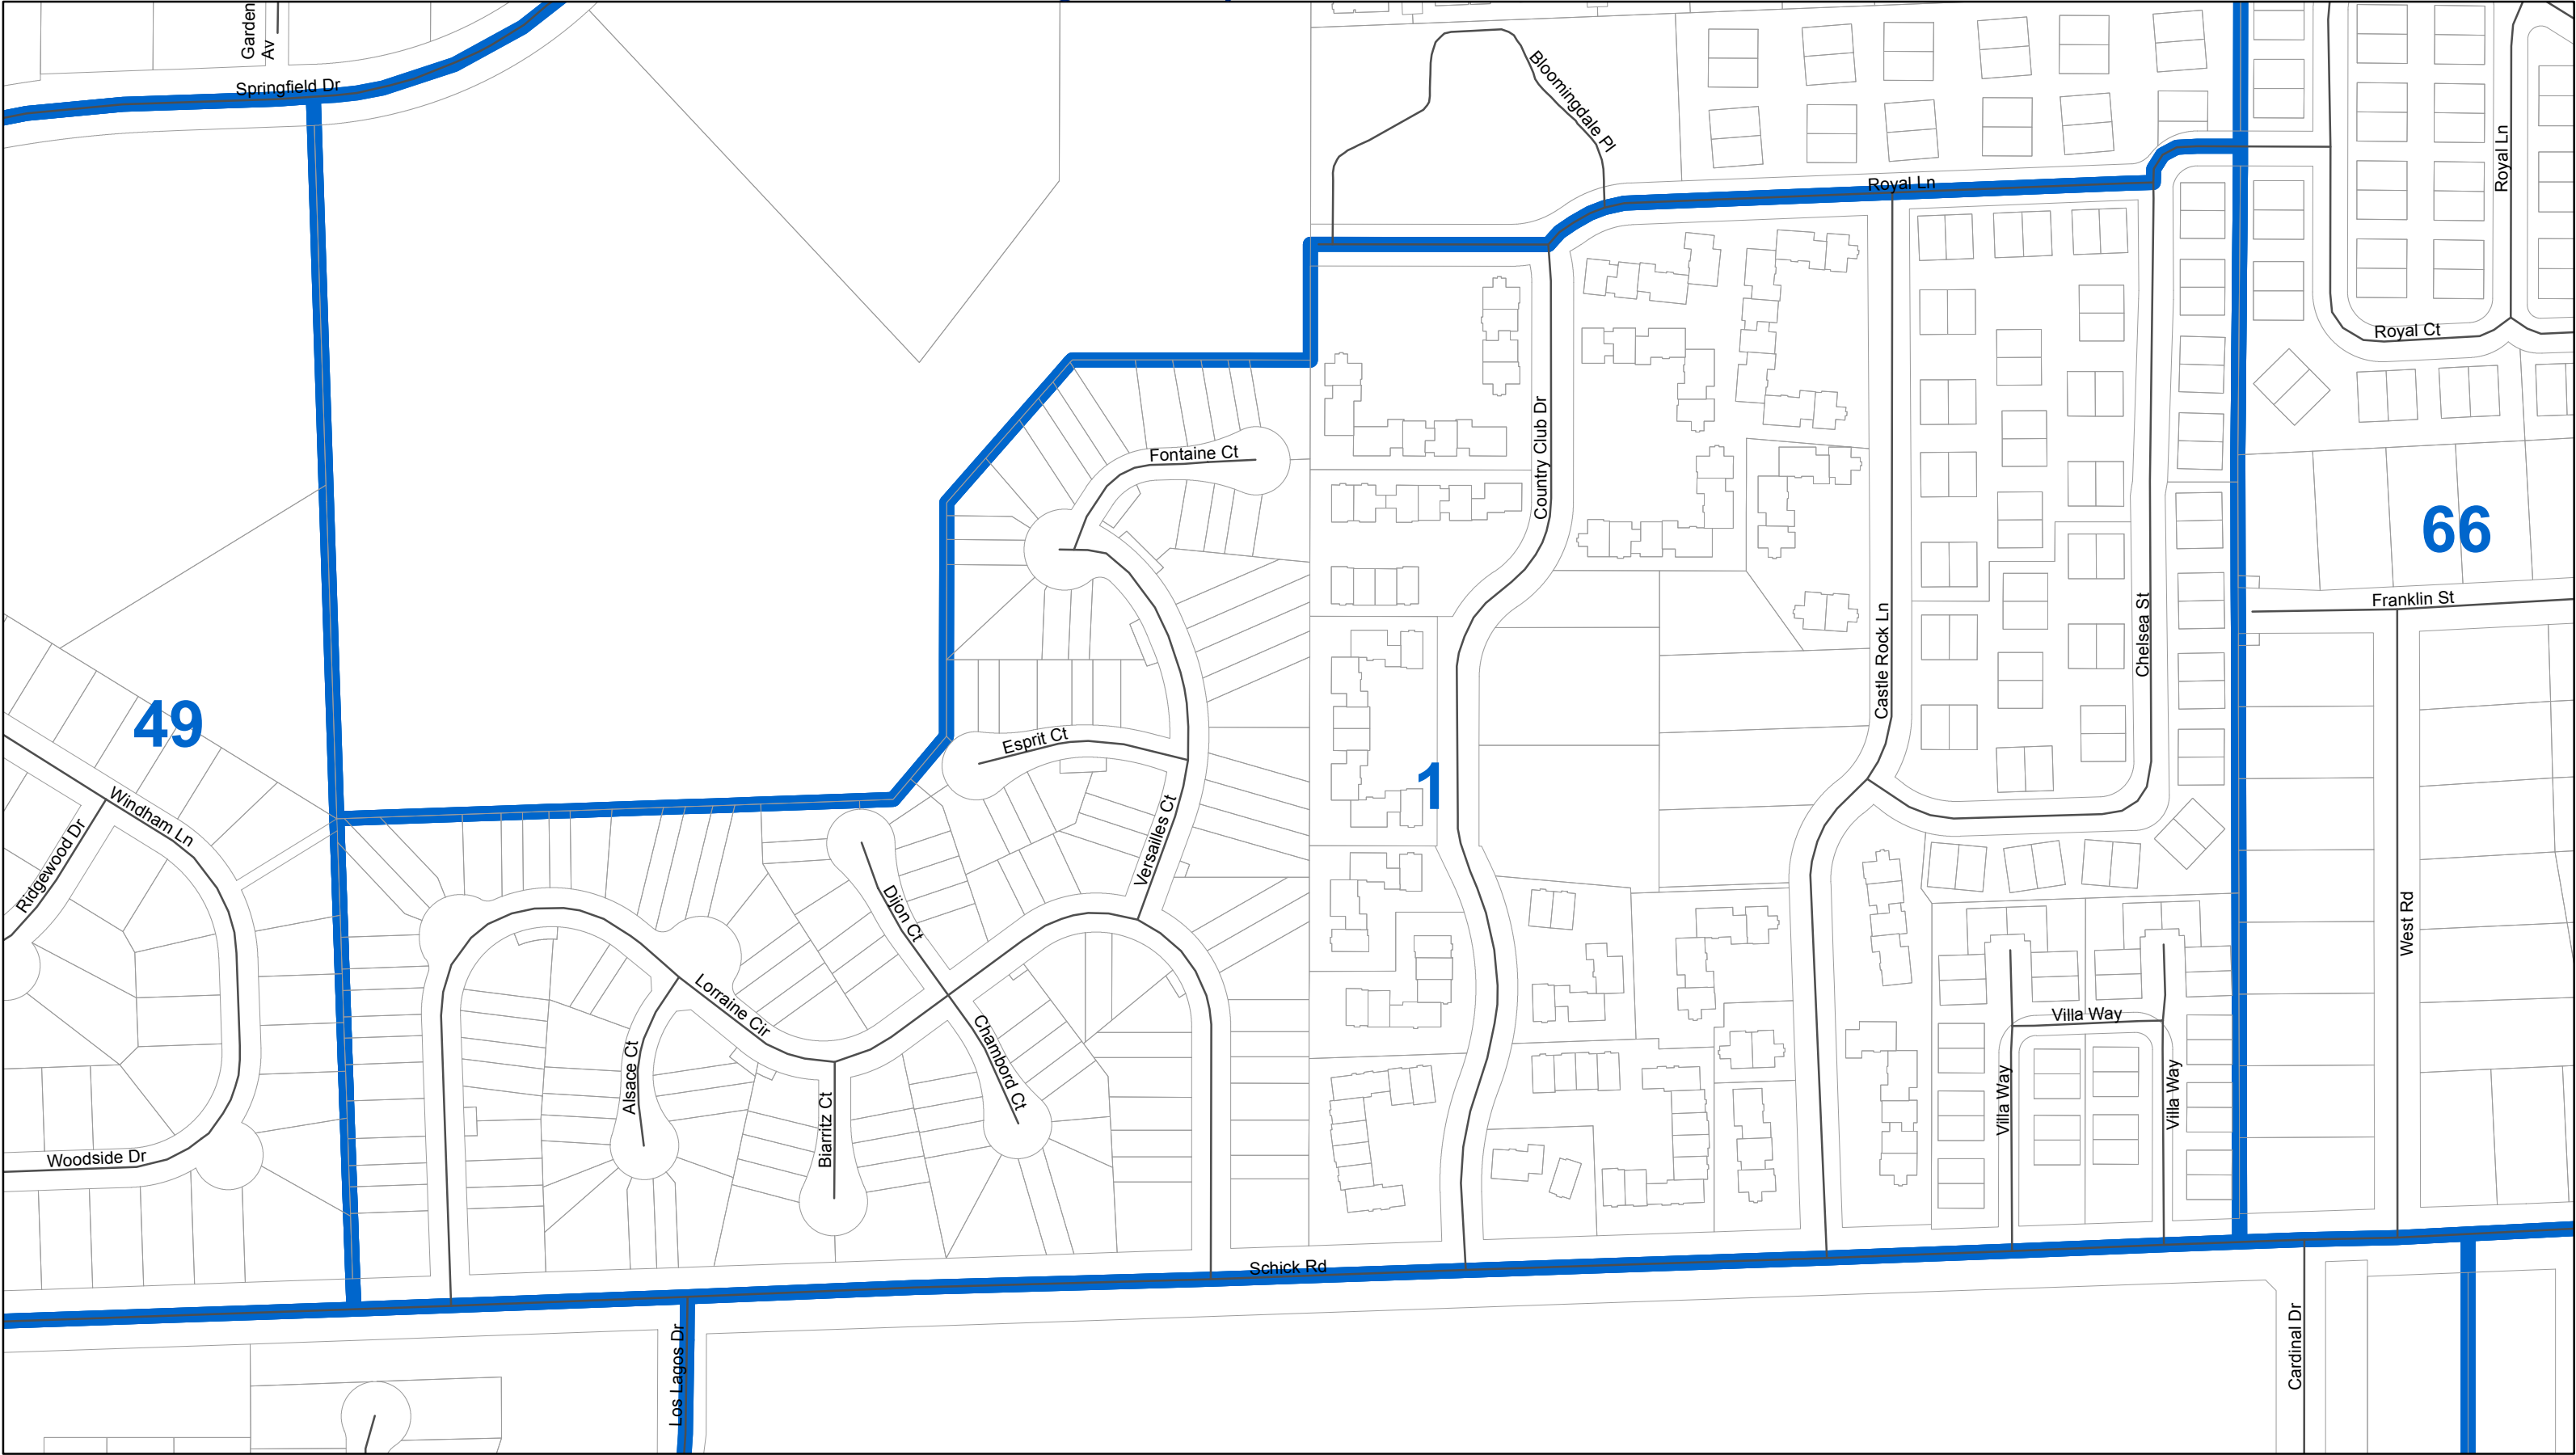 Garden
Av
Springfield Dr
Bloomingdale Pl
Royal Ln
Royal Ln
Royal Ct
Fontaine Ct
Country Club Dr
66
Franklin St
Castle Rock Ln
Chelsea St
49
Esprit Ct
1
Windham Ln
Ridgewood Dr
Versailles Ct
Dijon Ct
West Rd
Lorraine Cir
Chambord Ct
Villa Way
Alsace Ct
Biarritz Ct
Villa Way
Villa Way
Woodside Dr
Schick Rd
Los Lagos Dr
Cardinal Dr